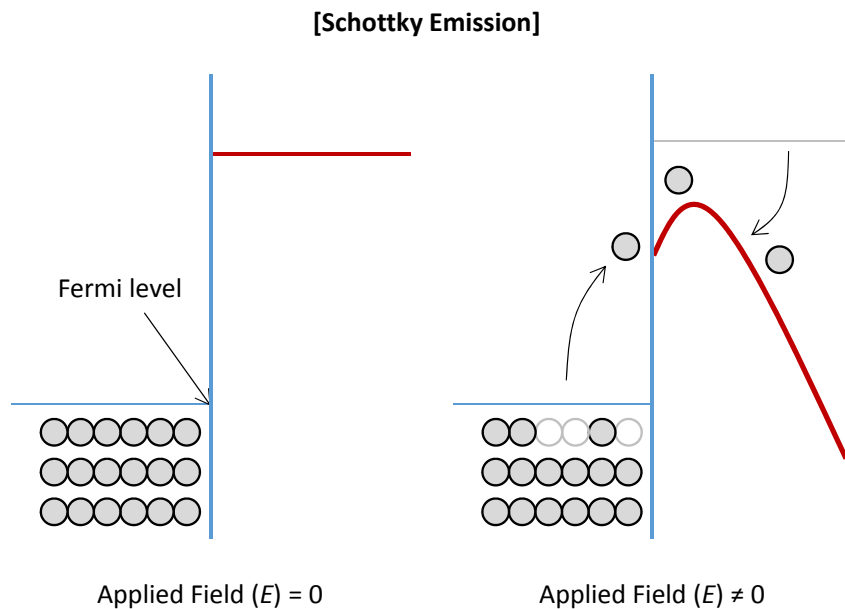 [Schottky Emission]
Fermi level
Applied Field (E) = 0
Applied Field (E) ≠ 0